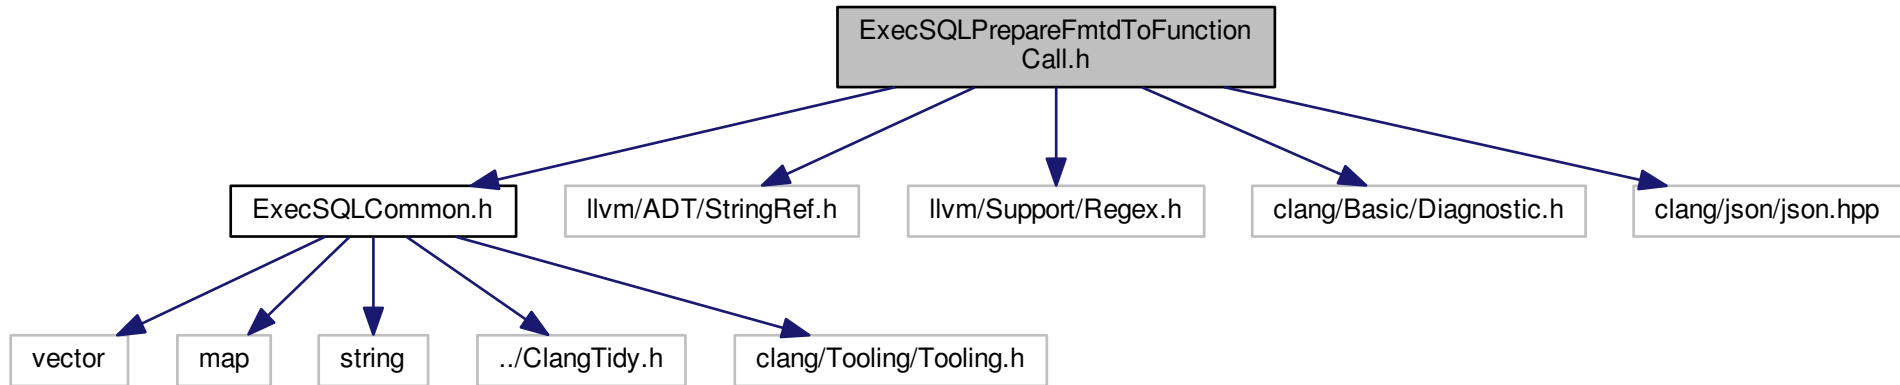 ExecSQLPrepareFmtdToFunction
Call.h
ExecSQLCommon.h
llvm/ADT/StringRef.h
llvm/Support/Regex.h
clang/Basic/Diagnostic.h
clang/json/json.hpp
vector
map
string
../ClangTidy.h
clang/Tooling/Tooling.h